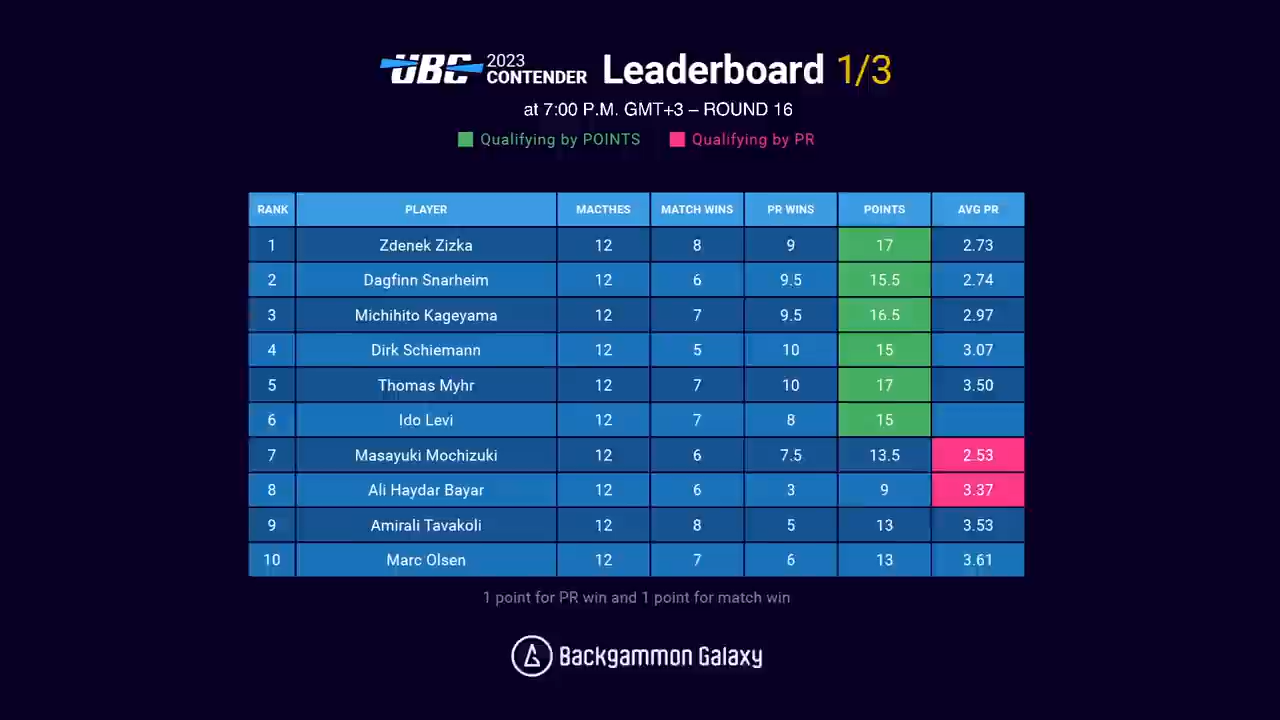 UBC 2023 CONTENDER Leaderboard 1/3
at 7:00 P.M. GMT+3 – ROUND 16
Qualifying by POINTS Qualifying by PR
RANK PLAYER MACTHES MATCH WINS PR WINS POINTS AVG PR
1 Zdenek Zizka 12 8 9 17 2.73
2 Dagfinn Snarheim 12 6 9.5 15.5 2.74
3 Michihito Kageyama 12 7 9.5 16.5 2.97
4 Dirk Schiemann 12 5 10 15 3.07
5 Thomas Myhr 12 7 10 17 3.50
6 Ido Levi 12 7 8 15
7 Masayuki Mochizuki 12 6 7.5 13.5 2.53
8 Ali Haydar Bayar 12 6 3 9 3.37
9 Amirali Tavakoli 12 8 5 13 3.53
10 Marc Olsen 12 7 6 13 3.61
1 point for PR win and 1 point for match win
Backgammon Galaxy